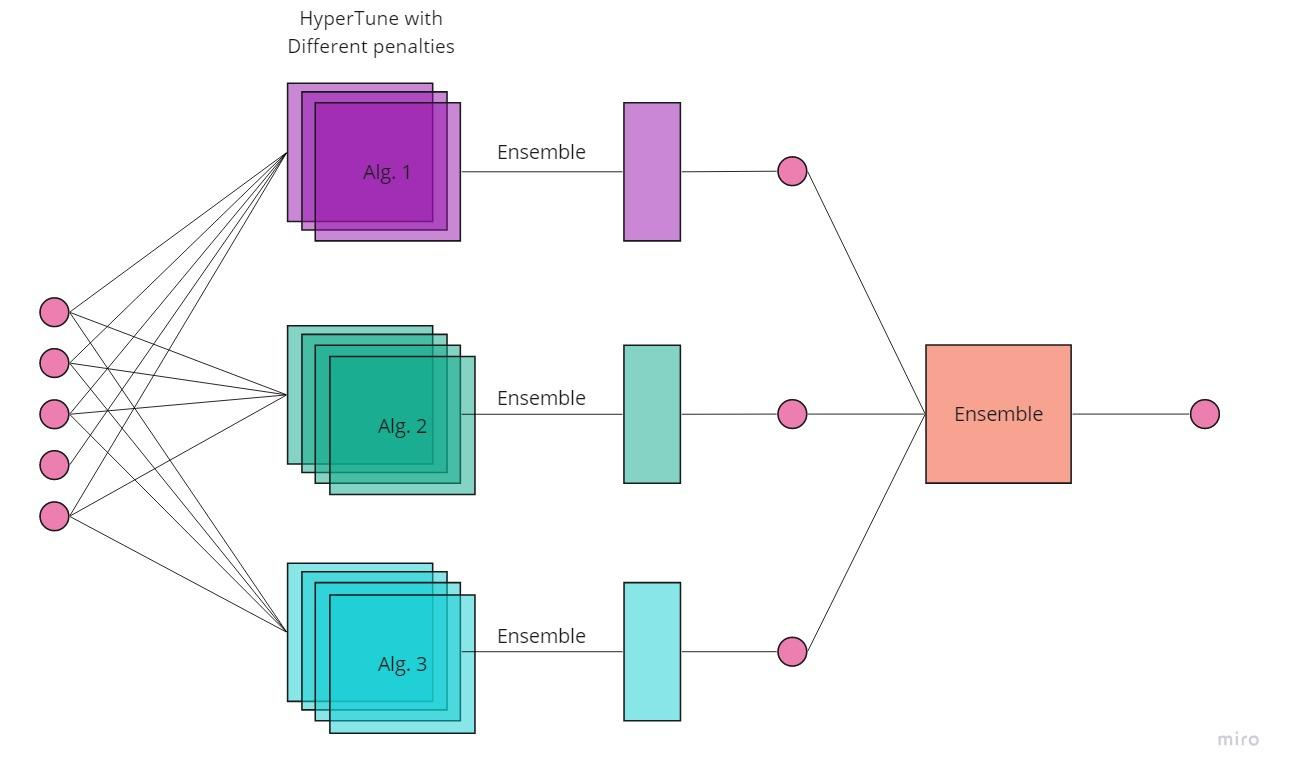 HyperTune with
Different penalties
Alg. 1
Ensemble
Alg. 2
Ensemble
Ensemble
Alg. 3
Ensemble
miro